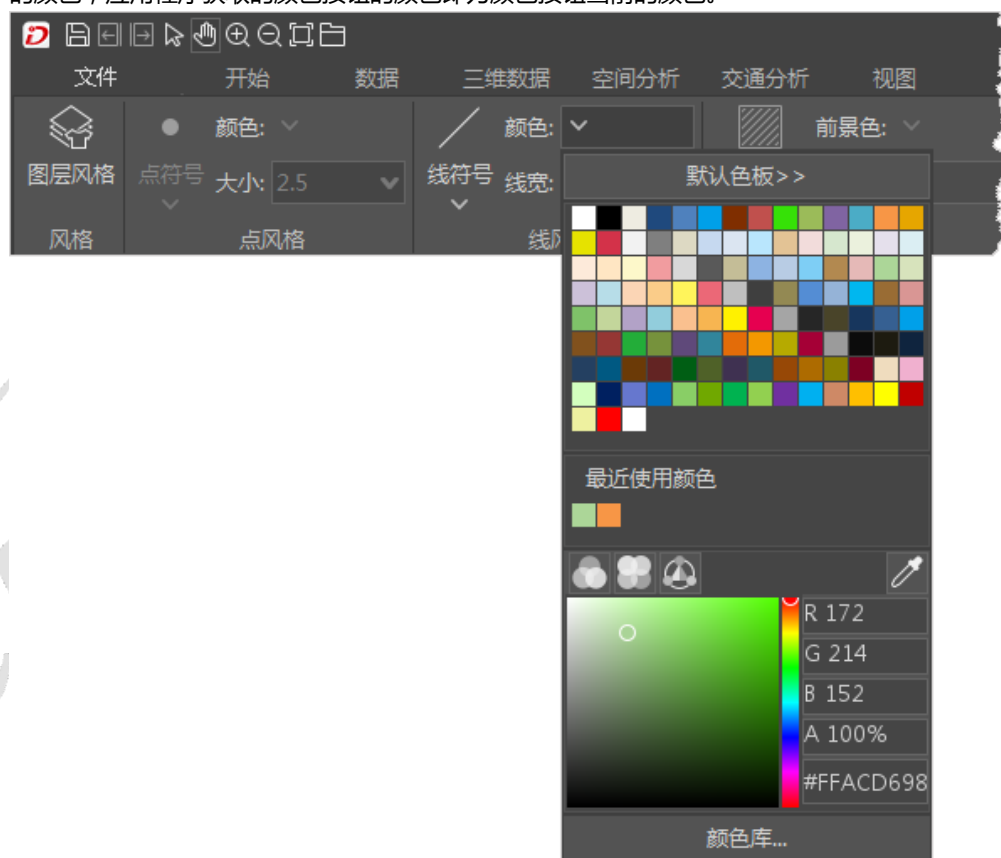 文件 开始 数据 三维数据 空间分析 交通分析 视图
颜色: 颜色: 前景色:
图层风格 点符号 大小: 2.5 线符号 线宽:
风格 点风格
默认色板>>
最近使用颜色
R 172
G 214
B 152
A 100%
#FFACD698
颜色库...